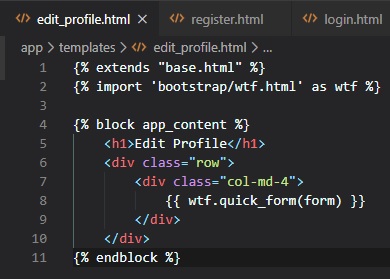 edit_profile.html × register.html login.html
app > templates > edit_profile.html > ...
1 {% extends "base.html" %}
2 {% import 'bootstrap/wtf.html' as wtf %}
3
4 {% block app_content %}
5     <h1>Edit Profile</h1>
6     <div class="row">
7         <div class="col-md-4">
8             {{ wtf.quick_form(form) }}
9         </div>
10     </div>
11 {% endblock %}